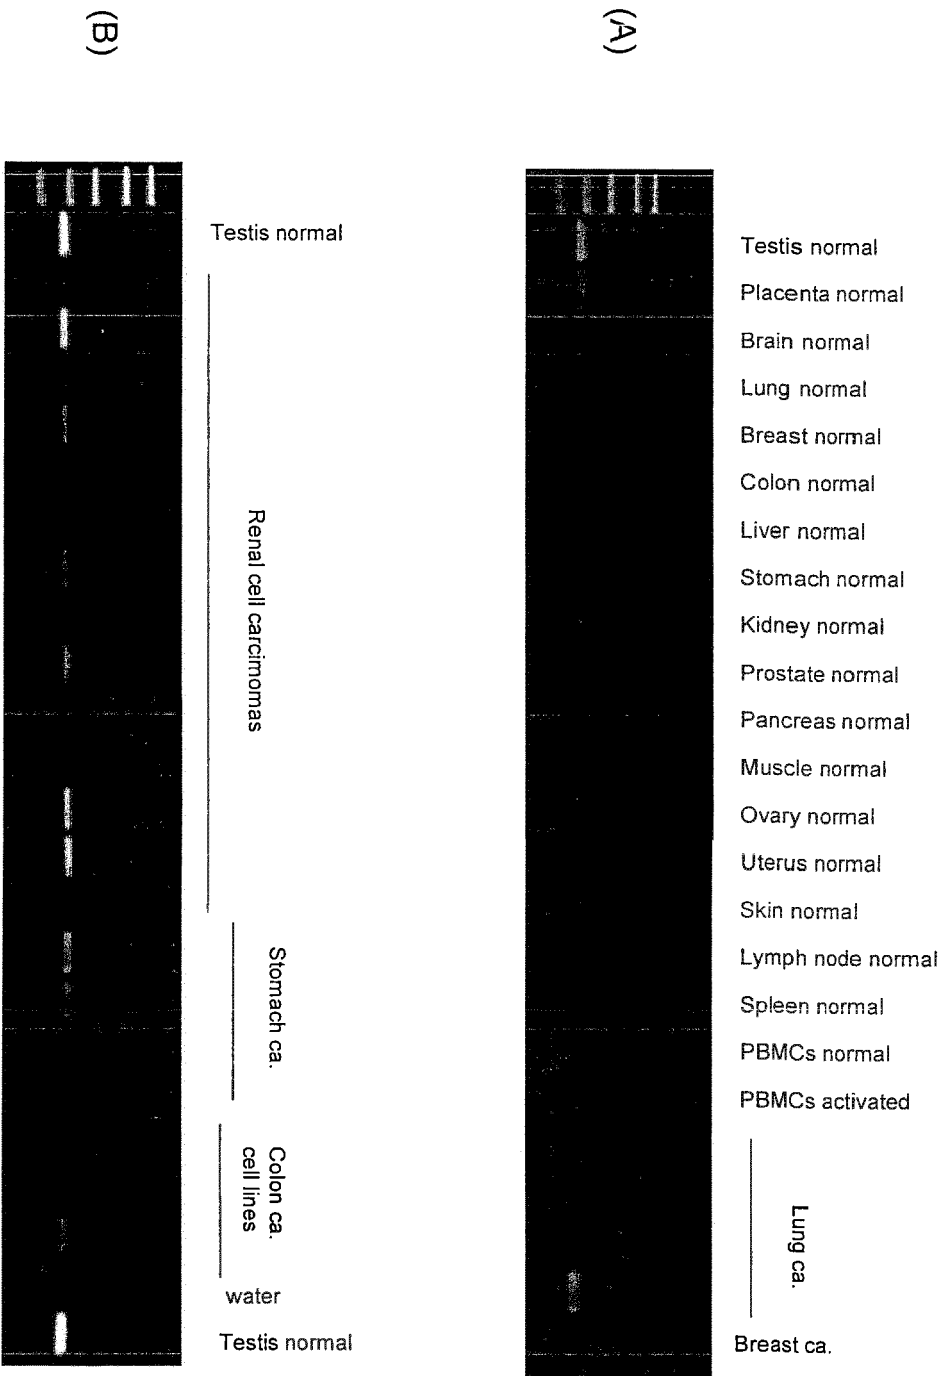 (A)
Testis normal
Placenta normal
Brain normal
Lung normal
Breast normal
Colon normal
Liver normal
Stomach normal
Kidney normal
Prostate normal
Pancreas normal
Muscle normal
Ovary normal
Uterus normal
Skin normal
Lymph node normal
Spleen normal
PBMCs normal
PBMCs activated
Lung ca.
Breast ca.
(B)
Testis normal
Renal cell carcimomas
Stomach ca.
Colon ca.
cell lines
water
Testis normal